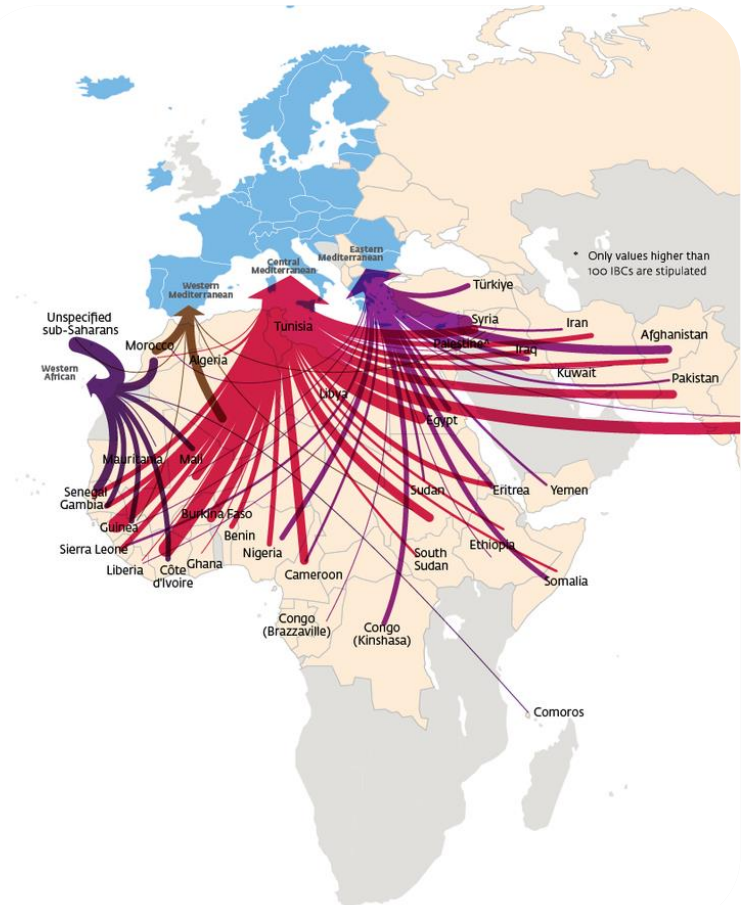 Eastern
Mediterranean
Central
Mediterranean
* Only values higher than
100 IBCs are stipulated
Western
Mediterranean
Türkiye
Unspecified
sub-Saharans
Tunisia
Syria
Iran
Morocco
Palestine*
Iraq
Afghanistan
Western
African
Algeria
Kuwait
Pakistan
Libya
Egypt
Mauritania
Mali
Senegal
Gambia
Sudan
Eritrea
Yemen
Guinea
Burkina Faso
Benin
Sierra Leone
Nigeria
Ethiopia
Liberia
Côte
d'Ivoire
Ghana
South
Sudan
Cameroon
Somalia
Congo
(Brazzaville)
Congo
(Kinshasa)
Comoros